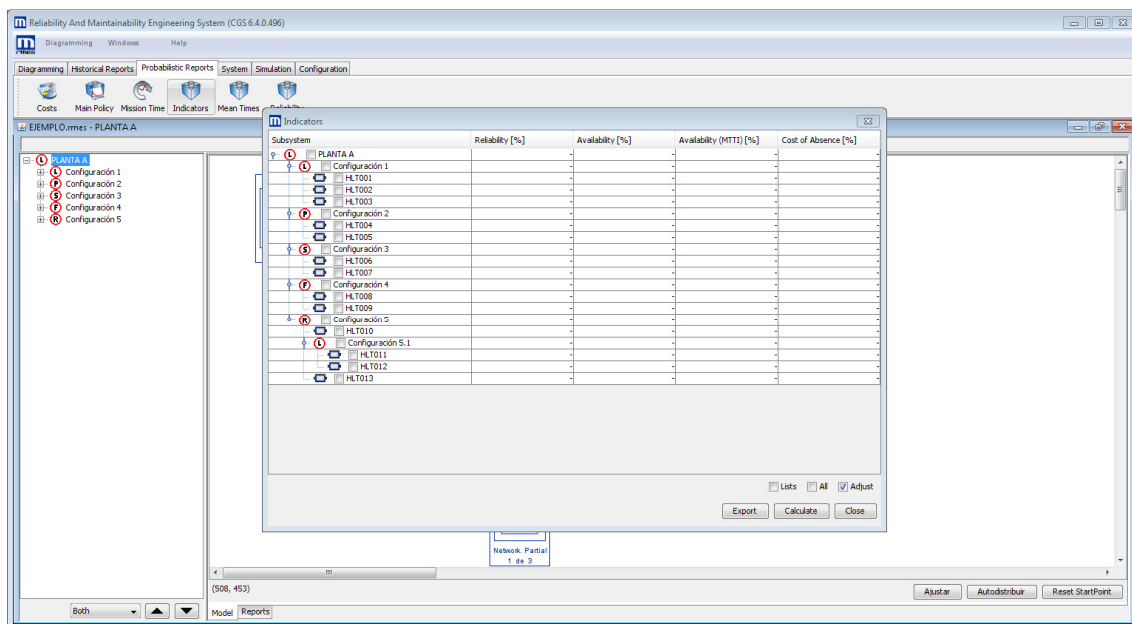 Reliability And Maintainability Engineering System (CGS 6.4.0.496)
Diagramming Windows Help
Diagramming Historical Reports Probabilistic Reports System Simulation Configuration
Costs Main Policy Mission Time Indicators Mean Times Reliability
EJEMPLO.rmes - PLANTA A
PLANTA A
Configuración 1
Configuración 2
Configuración 3
Configuración 4
Configuración 5
Indicators
Subsystem Reliability [%] Availability [%] Availability (MTTI) [%] Cost of Absence [%]
L PLANTA A - - - -
L Configuración 1 - - - -
HLT001 - - - -
HLT002 - - - -
HLT003 - - - -
P Configuración 2 - - - -
HLT004 - - - -
HLT005 - - - -
S Configuración 3 - - - -
HLT006 - - - -
HLT007 - - - -
F Configuración 4 - - - -
HLT008 - - - -
HLT009 - - - -
R Configuración 5 - - - -
HLT010 - - - -
L Configuración 5.1 - - - -
HLT011 - - - -
HLT012 - - - -
HLT013 - - - -
Lists All Adjust
Export Calculate Close
Network. Partial
1 de 3
(508, 453)
Ajustar Autodistribuir Reset StartPoint
Both
Model Reports